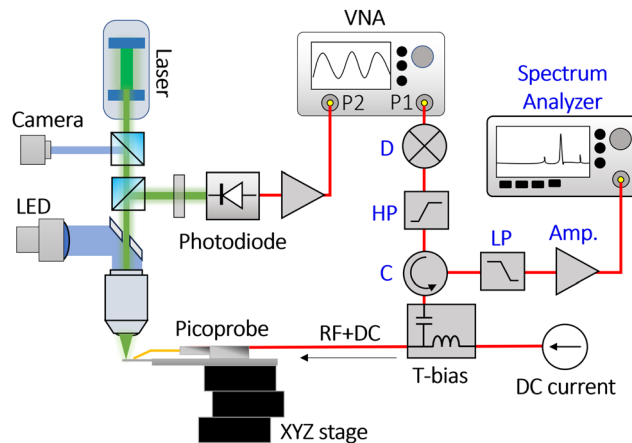 VNA
Laser
Spectrum
Analyzer
P2
P1
Camera
D
LED
HP
Photodiode
LP
Amp.
C
Picoprobe
RF+DC
T-bias
DC current
XYZ stage